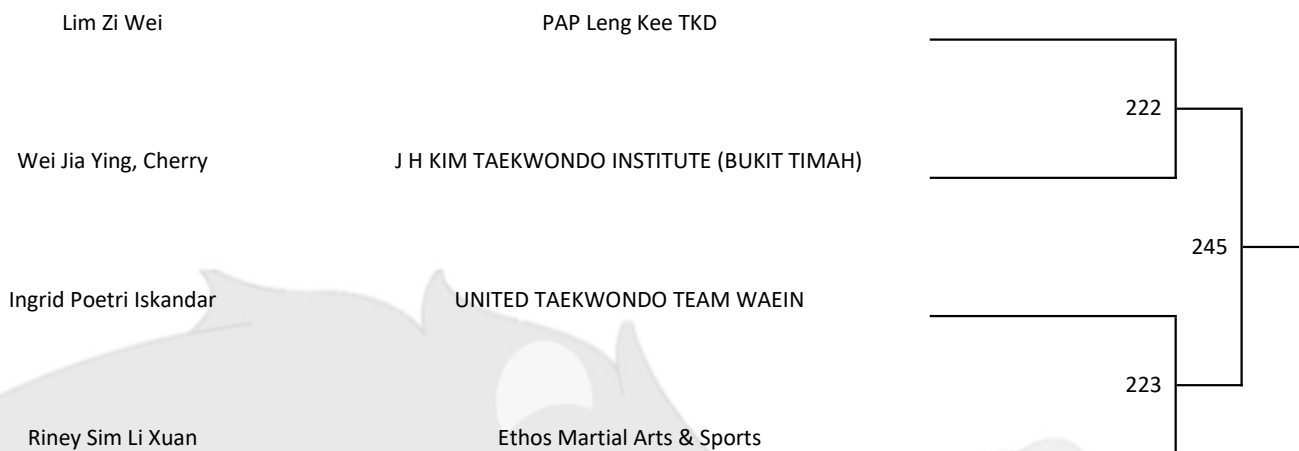 Lim Zi Wei PAP Leng Kee TKD
222
Wei Jia Ying, Cherry J H KIM TAEKWONDO INSTITUTE (BUKIT TIMAH)
245
Ingrid Poetri Iskandar UNITED TAEKWONDO TEAM WAEIN
223
Riney Sim Li Xuan Ethos Martial Arts & Sports